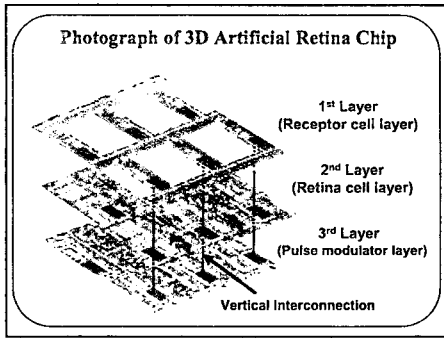 Photograph of 3D Artificial Retina Chip
1st Layer
(Receptor cell layer)
2nd Layer
(Retina cell layer)
3rd Layer
(Pulse modulator layer)
Vertical Interconnection